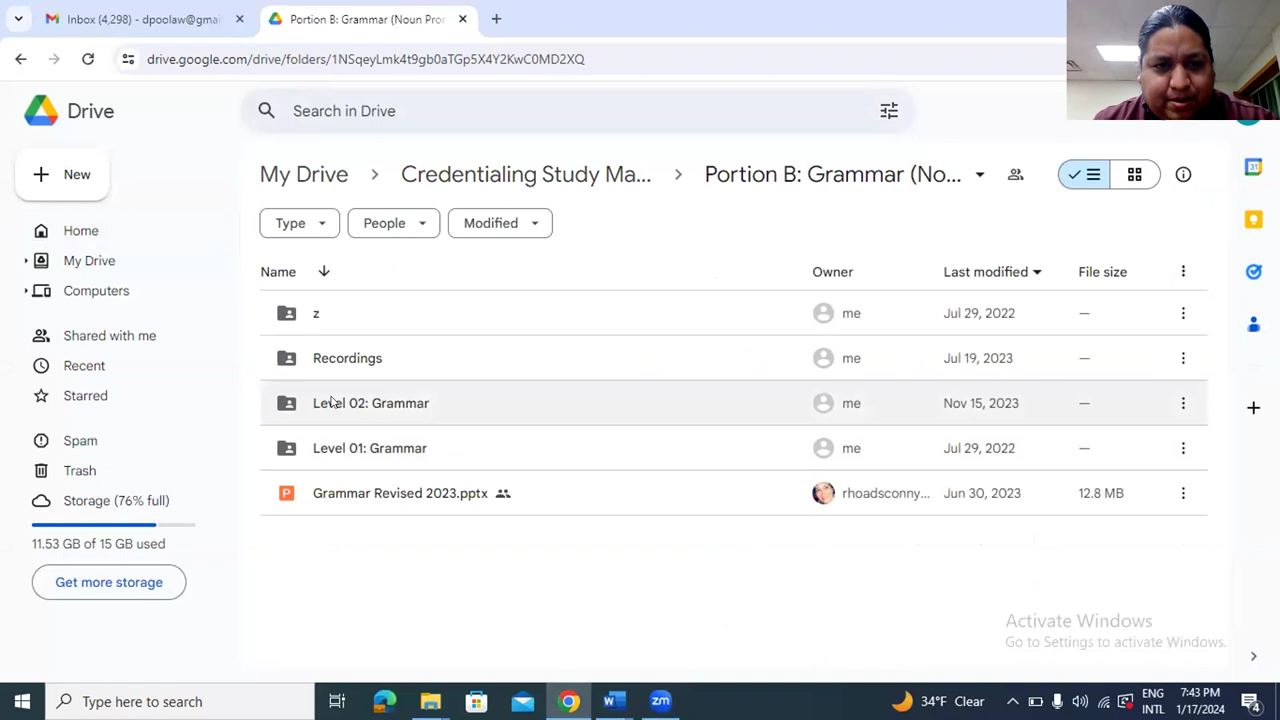 Inbox (4,298) - dpoolaw@gma
Portion B: Grammar (Noun Pror
drive.google.com/drive/folders/1NSqeyLmk4t9gb0aTGp5X4Y2KwC0MD2XQ
Drive
Search in Drive
New
My Drive > Credentialing Study Ma... > Portion B: Grammar (No...
Type People Modified
Home
My Drive
Computers
Shared with me
Recent
Starred
Spam
Trash
Storage (76% full)
11.53 GB of 15 GB used
Get more storage
Name Owner Last modified File size
z me Jul 29, 2022 —
Recordings me Jul 19, 2023 —
Level 02: Grammar me Nov 15, 2023 —
Level 01: Grammar me Jul 29, 2022 —
P Grammar Revised 2023.pptx rhoadsconny... Jun 30, 2023 12.8 MB
31
Activate Windows
Go to Settings to activate Windows.
Type here to search
W
zm
34°F Clear
ENG
INTL
7:43 PM
1/17/2024
4